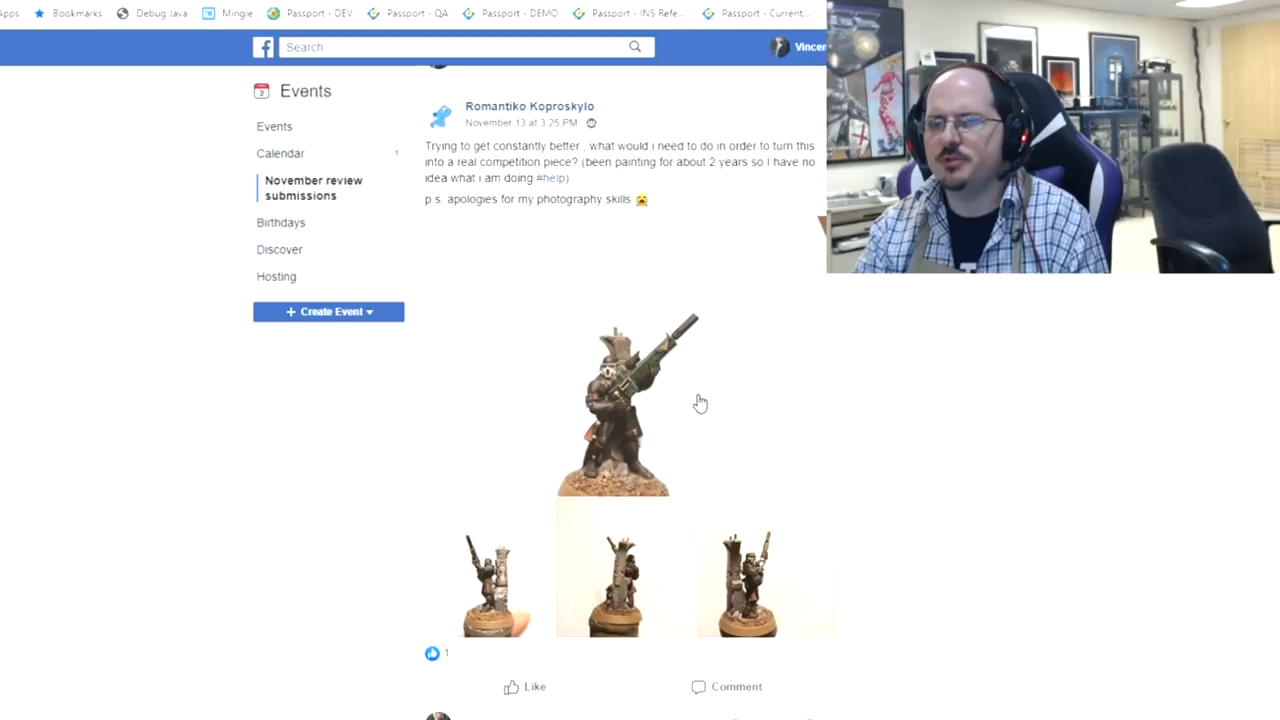 Apps Bookmarks Debug Java Mingle Passport - DEV Passport - QA Passport - DEMO Passport - INS Refe... Passport - Current,...
Search
Vincen
2 Events
Events
Calendar 1
November review
submissions
Birthdays
Discover
Hosting
+ Create Event
Romantiko Koproskylo
November 13 at 3:25 PM
Trying to get constantly better , what would i need to do in order to turn this
into a real competition piece? (been painting for about 2 years so I have no
idea what i am doing #help)
p s. apologies for my photography skills
1
Like Comment